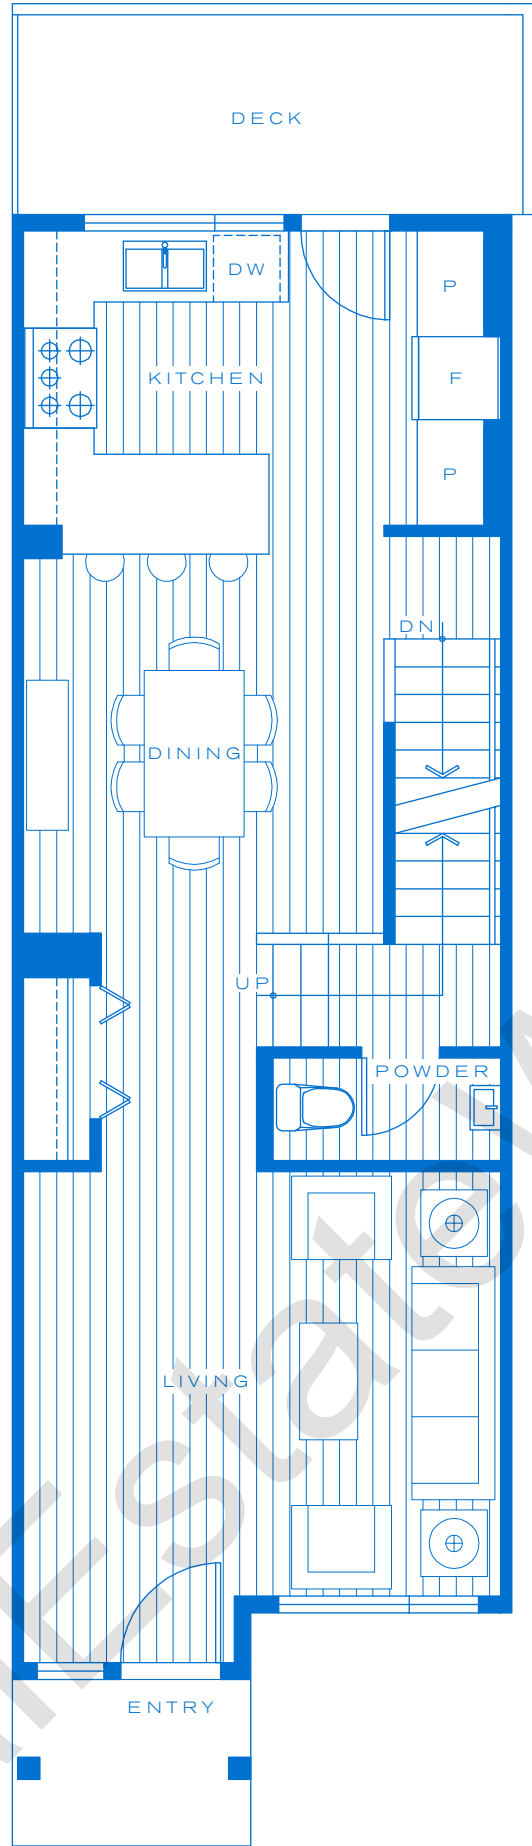 DECK
DW
P
KITCHEN
F
P
DN
DINING
UP
POWDER
LIVING
ENTRY